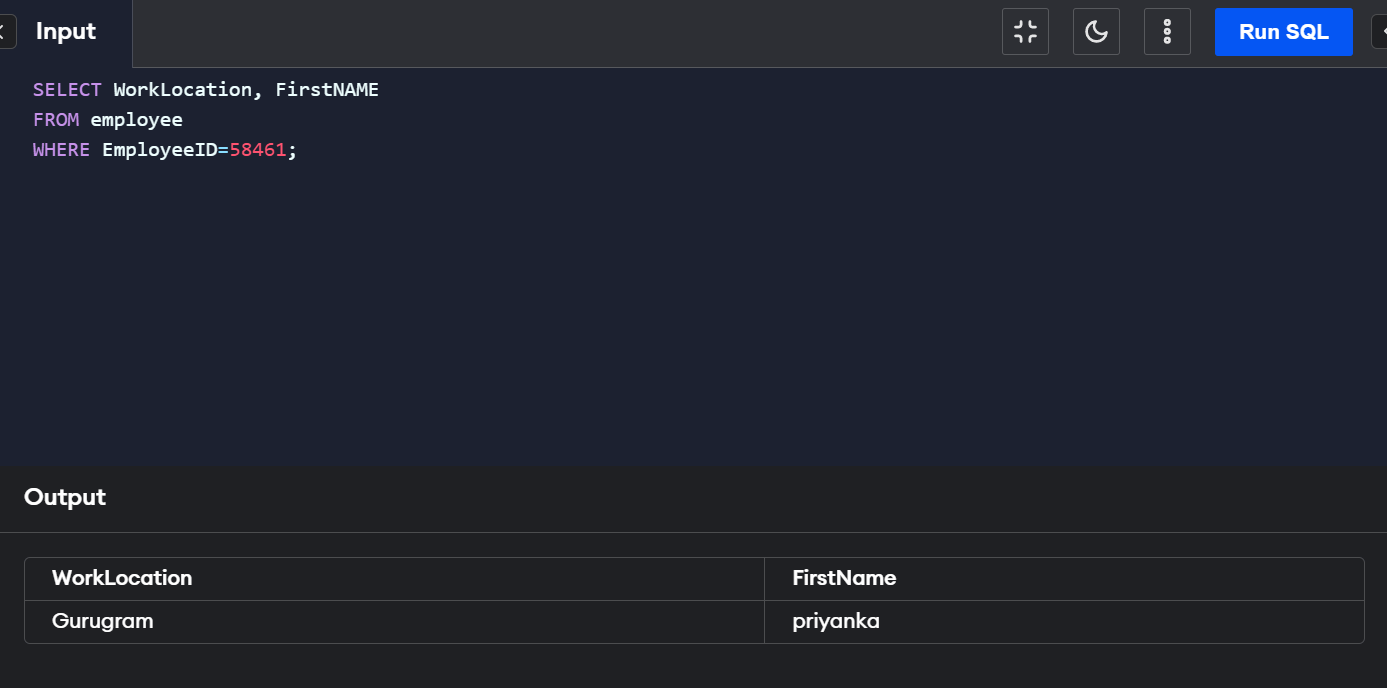 Input
Run SQL
SELECT WorkLocation, FirstNAME
FROM employee
WHERE EmployeeID=58461;
Output
WorkLocation FirstName
Gurugram priyanka